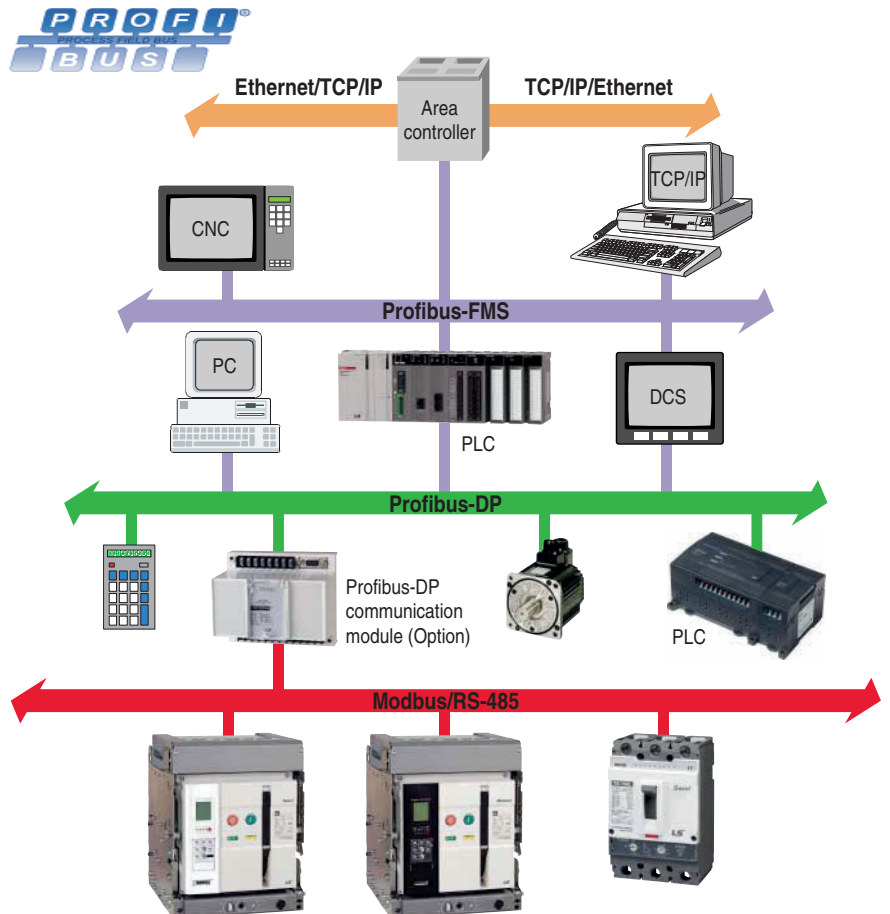 PROFI®
PROCESS FIELD BUS
BUS
Ethernet/TCP/IP
TCP/IP/Ethernet
Area
controller
CNC
TCP/IP
Profibus-FMS
PC
PLC
DCS
Profibus-DP
Profibus-DP
communication
module (Option)
PLC
Modbus/RS-485
Susol
LS